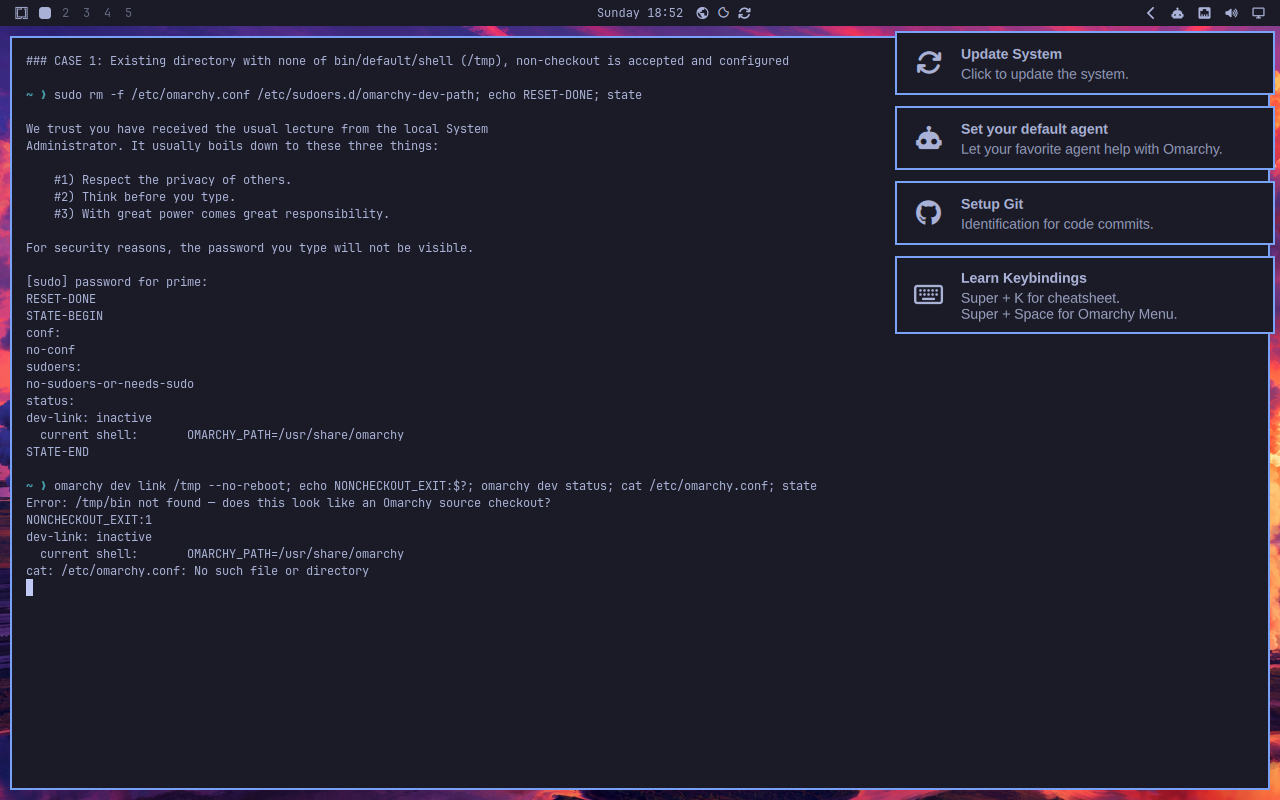 2 3 4 5
Sunday 18:52
### CASE 1: Existing directory with none of bin/default/shell (/tmp), non-checkout is accepted and configured
~ ❯ sudo rm -f /etc/omarchy.conf /etc/sudoers.d/omarchy-dev-path; echo RESET-DONE; state
We trust you have received the usual lecture from the local System
Administrator. It usually boils down to these three things:
#1) Respect the privacy of others.
#2) Think before you type.
#3) With great power comes great responsibility.
For security reasons, the password you type will not be visible.
[sudo] password for prime:
RESET-DONE
STATE-BEGIN
conf:
no-conf
sudoers:
no-sudoers-or-needs-sudo
status:
dev-link: inactive
current shell:       OMARCHY_PATH=/usr/share/omarchy
STATE-END
~ ❯ omarchy dev link /tmp --no-reboot; echo NONCHECKOUT_EXIT:$?; omarchy dev status; cat /etc/omarchy.conf; state
Error: /tmp/bin not found — does this look like an Omarchy source checkout?
NONCHECKOUT_EXIT:1
dev-link: inactive
current shell:       OMARCHY_PATH=/usr/share/omarchy
cat: /etc/omarchy.conf: No such file or directory
Update System
Click to update the system.
Set your default agent
Let your favorite agent help with Omarchy.
Setup Git
Identification for code commits.
Learn Keybindings
Super + K for cheatsheet.
Super + Space for Omarchy Menu.